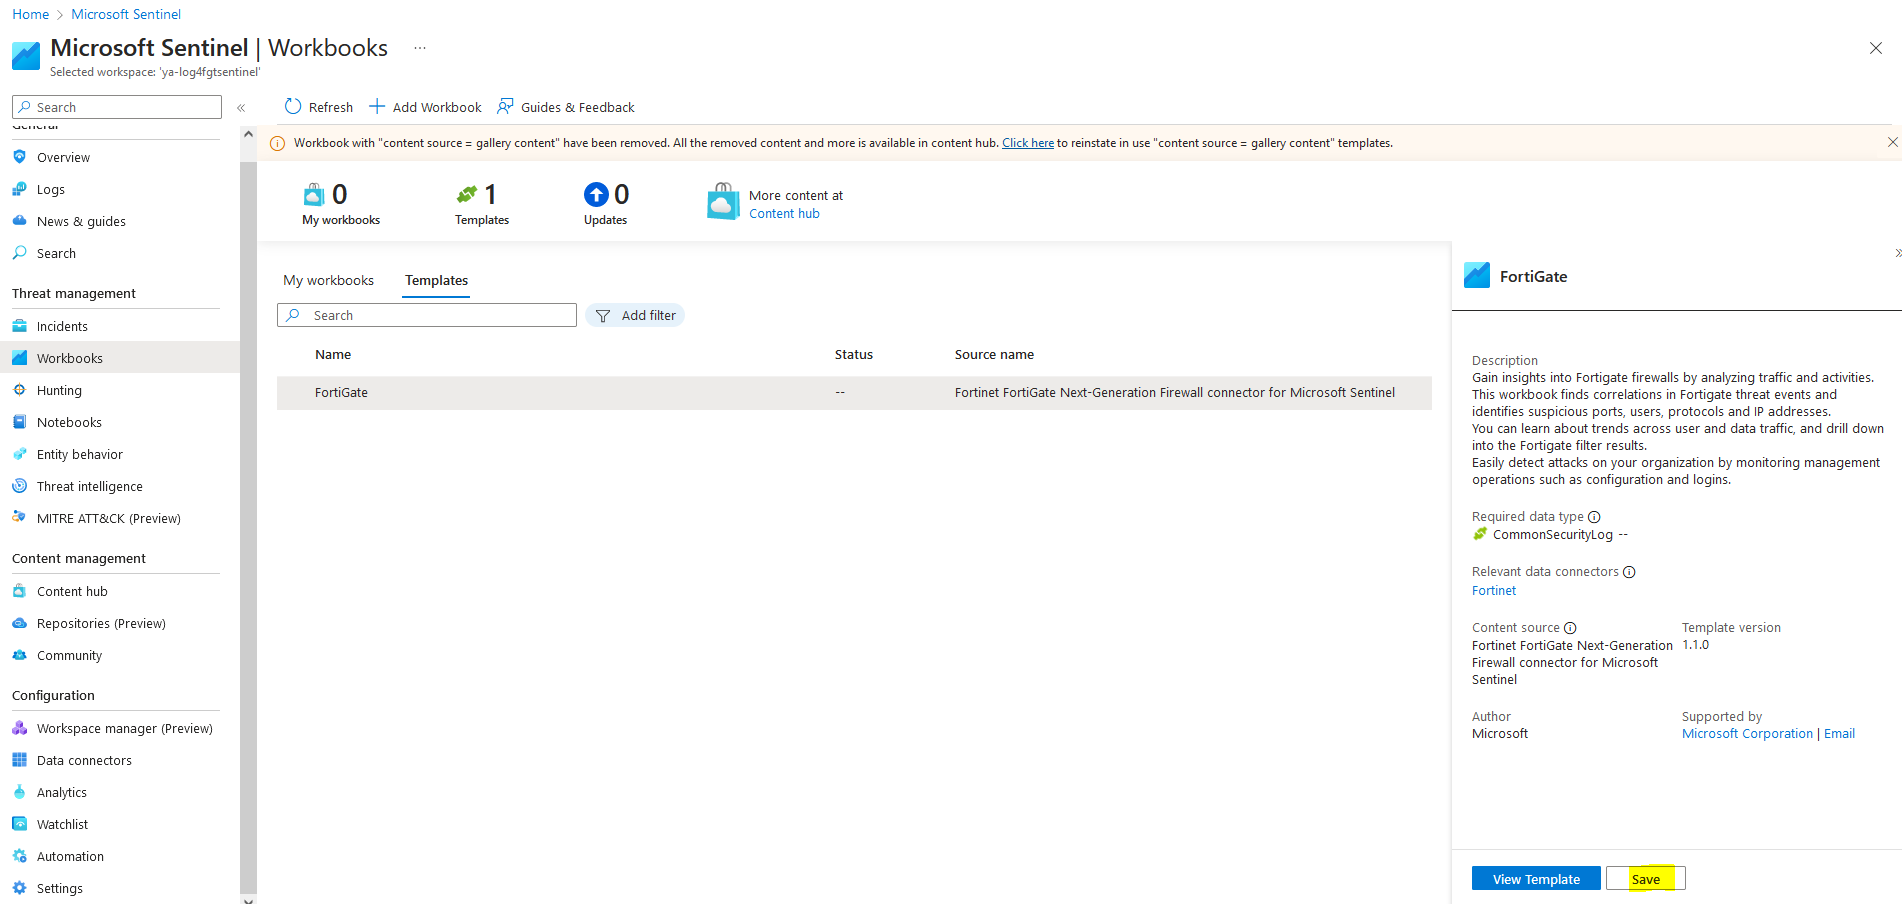 Home > Microsoft Sentinel
Microsoft Sentinel | Workbooks ...
Selected workspace: 'ya-log4fgtsentinel'
Search
«
General
Overview
Logs
News & guides
Search
Threat management
Incidents
Workbooks
Hunting
Notebooks
Entity behavior
Threat intelligence
MITRE ATT&CK (Preview)
Content management
Content hub
Repositories (Preview)
Community
Configuration
Workspace manager (Preview)
Data connectors
Analytics
Watchlist
Automation
Settings
Refresh Add Workbook Guides & Feedback
Workbook with "content source = gallery content" have been removed. All the removed content and more is available in content hub. Click here to reinstate in use "content source = gallery content" templates.
0
My workbooks
1
Templates
0
Updates
More content at
Content hub
My workbooks Templates
Search Add filter
Name Status Source name
FortiGate -- Fortinet FortiGate Next-Generation Firewall connector for Microsoft Sentinel
»
FortiGate
Description
Gain insights into Fortigate firewalls by analyzing traffic and activities.
This workbook finds correlations in Fortigate threat events and
identifies suspicious ports, users, protocols and IP addresses.
You can learn about trends across user and data traffic, and drill down
into the Fortigate filter results.
Easily detect attacks on your organization by monitoring management
operations such as configuration and logins.
Required data type
CommonSecurityLog --
Relevant data connectors
Fortinet
Content source
Fortinet FortiGate Next-Generation
Firewall connector for Microsoft
Sentinel
Template version
1.1.0
Author
Microsoft
Supported by
Microsoft Corporation | Email
View Template Save